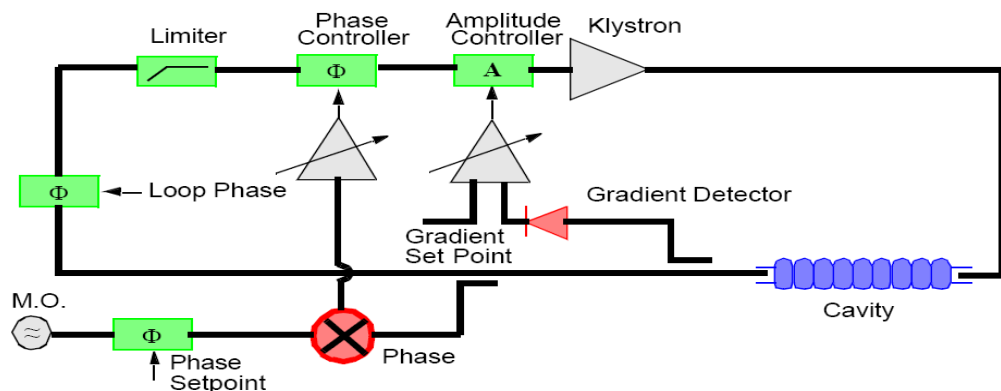 Limiter
Phase
Controller
Amplitude
Controller
Klystron
Φ
A
Φ
Loop Phase
Gradient Detector
Gradient
Set Point
Cavity
M.O.
≈
Φ
Phase
Phase
Setpoint